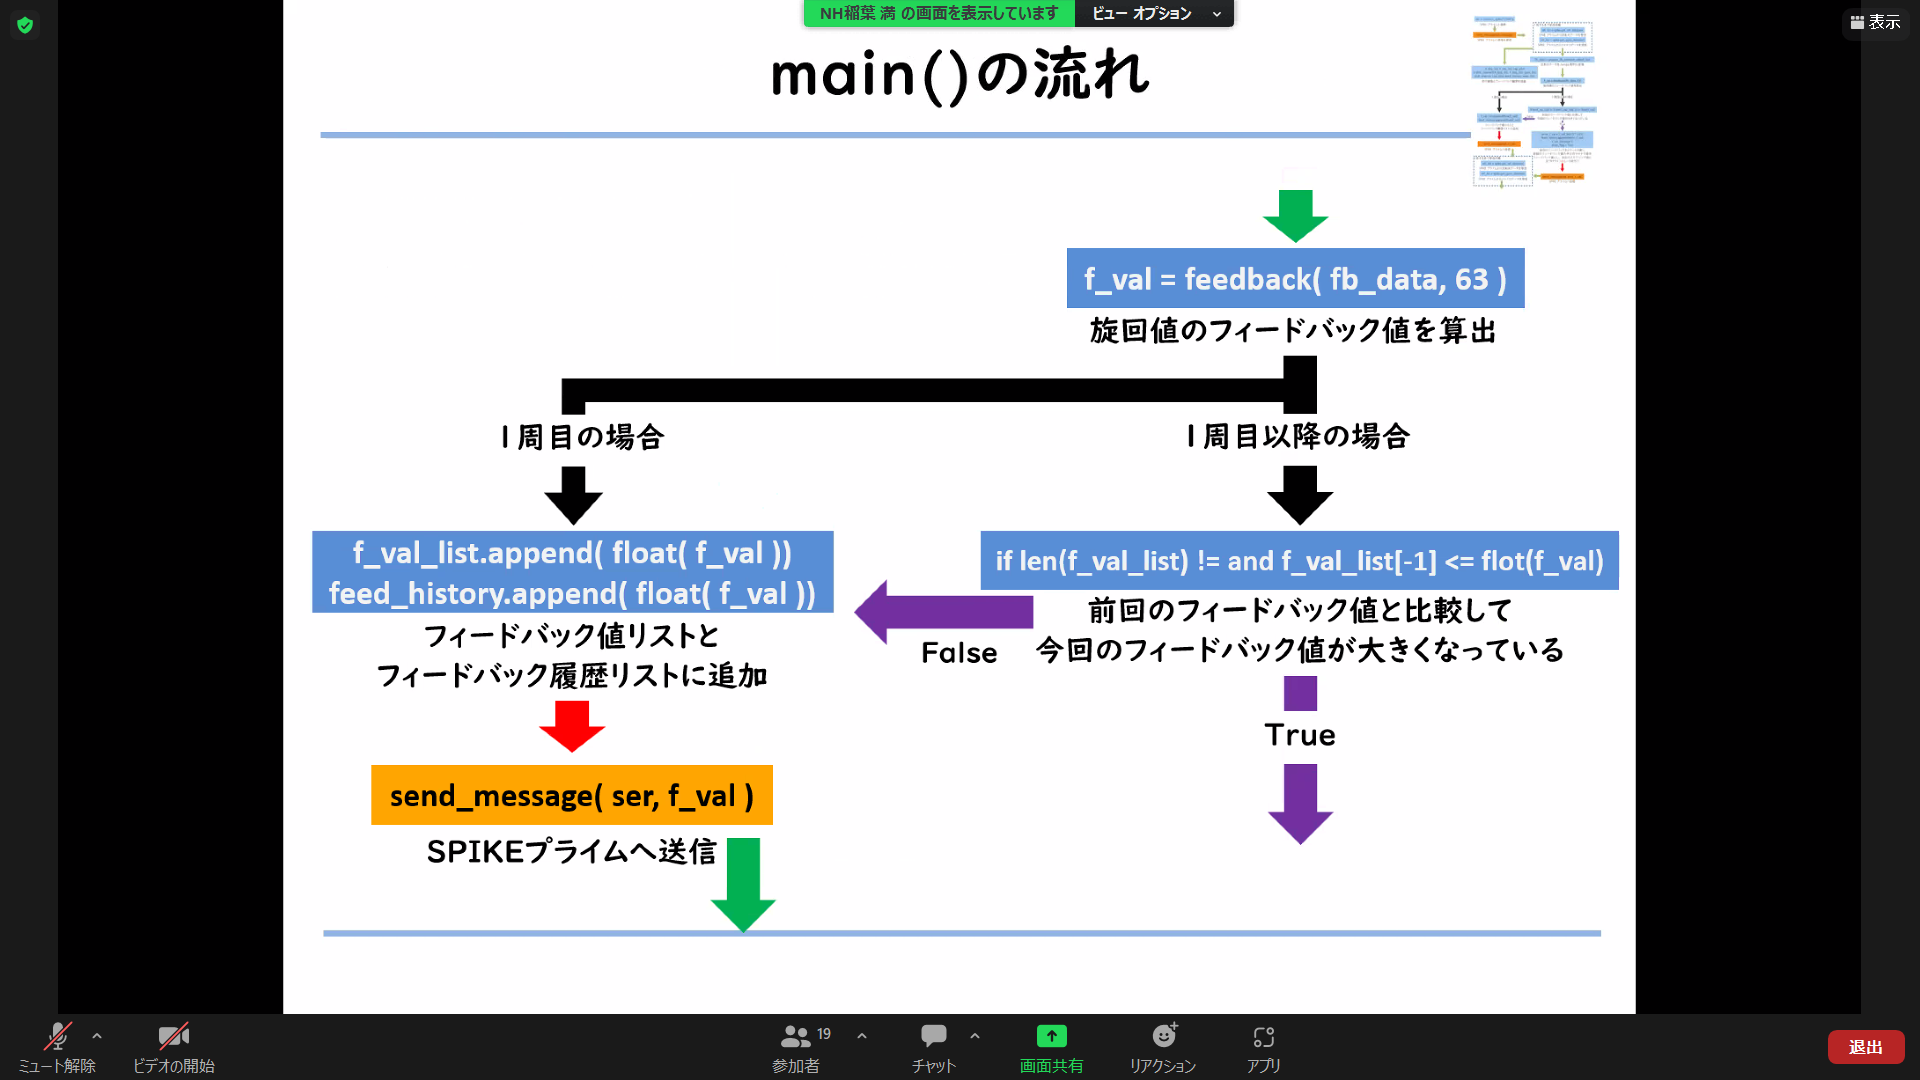 NH稲葉 満 の画面を表示しています
ビュー オプション
表示
main()の流れ
f_val = feedback( fb_data, 63 )
旋回値のフィードバック値を算出
1周目の場合
1周目以降の場合
f_val_list.append( float( f_val ))
feed_history.append( float( f_val ))
フィードバック値リストと
フィードバック履歴リストに追加
if len(f_val_list) != and f_val_list[-1] <= flot(f_val)
前回のフィードバック値と比較して
今回のフィードバック値が大きくなっている
False
True
send_message( ser, f_val )
SPIKEプライムへ送信
ミュート解除
ビデオの開始
19
参加者
チャット
画面共有
リアクション
アプリ
退出